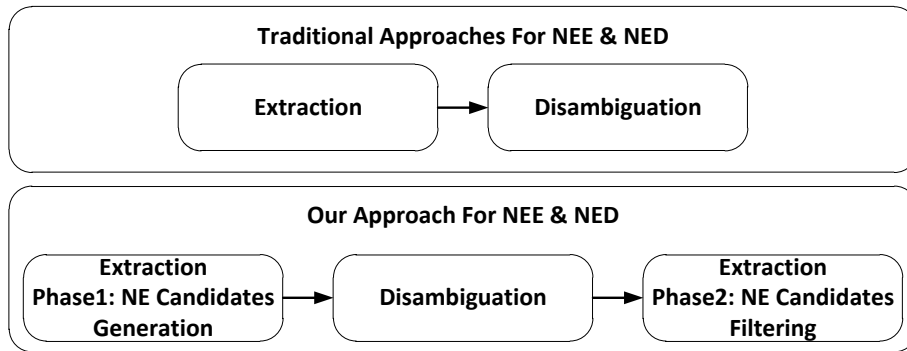 Traditional Approaches For NEE & NED
Extraction
Disambiguation
Our Approach For NEE & NED
Extraction
Phase1: NE Candidates
Generation
Disambiguation
Extraction
Phase2: NE Candidates
Filtering